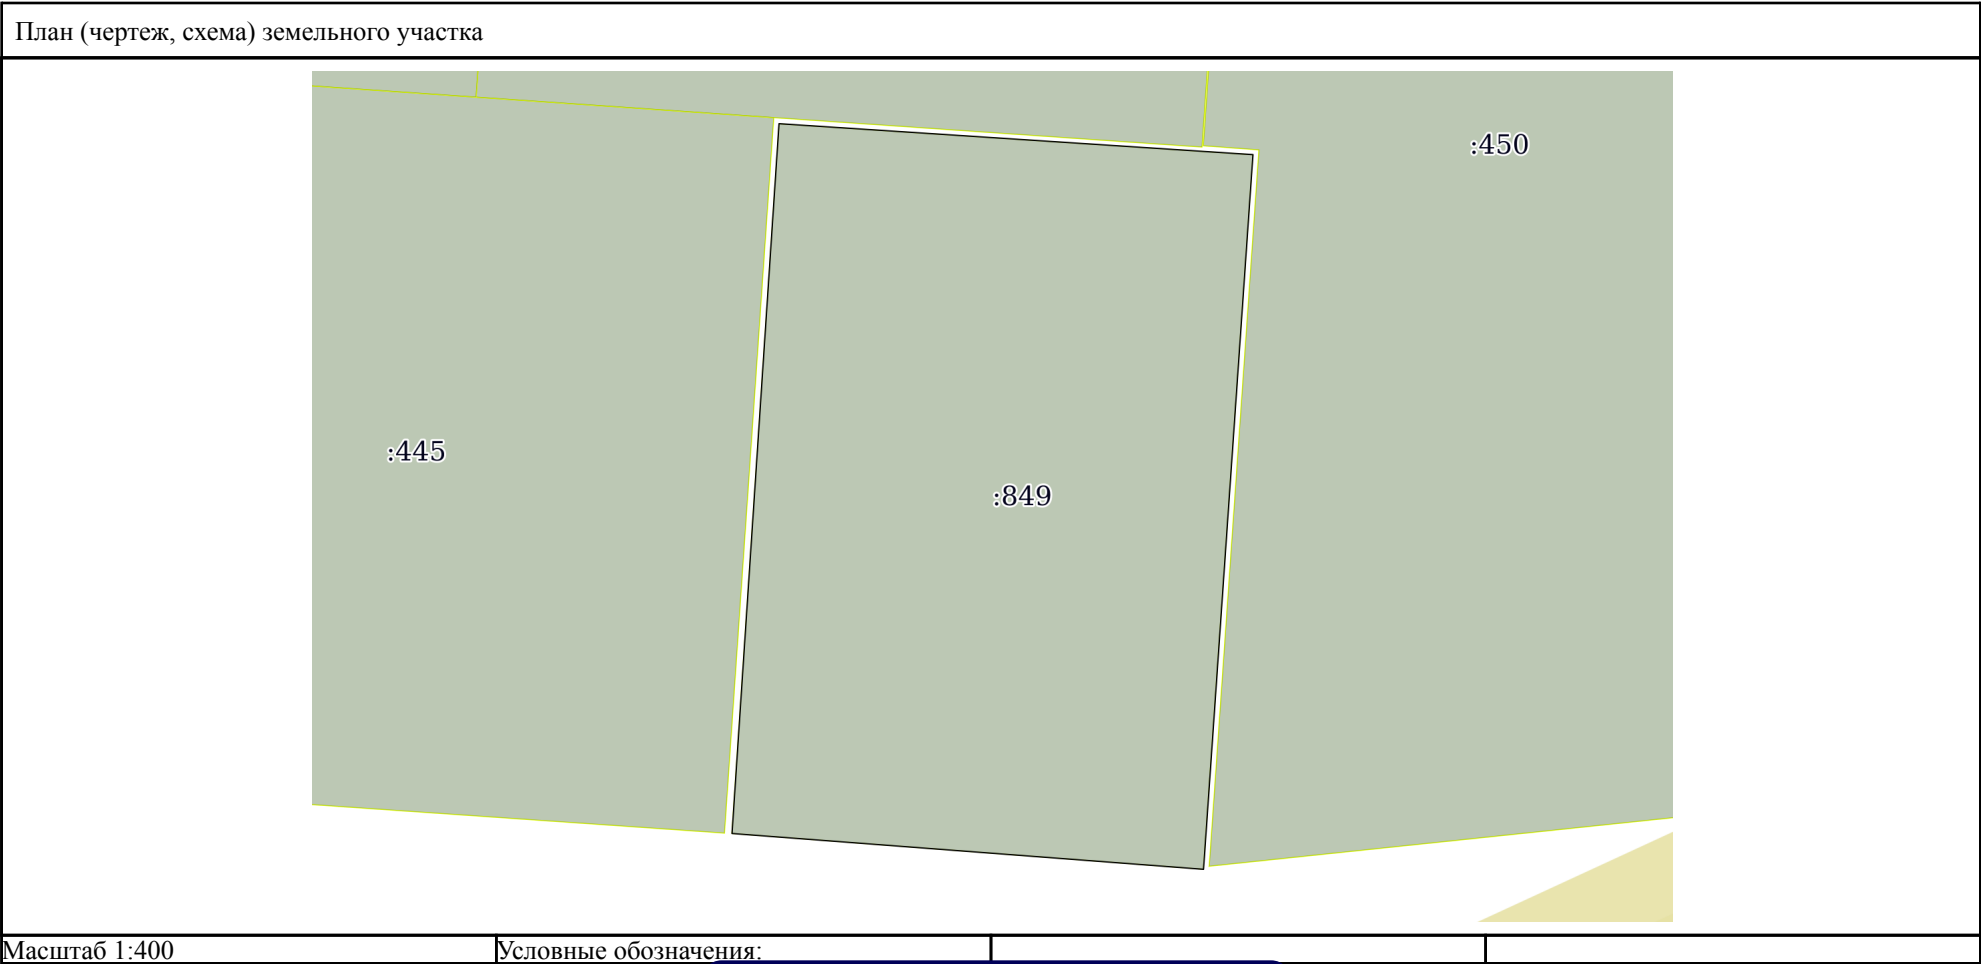 План (чертеж, схема) земельного участка
:450
:445
:849
Масштаб 1:400
Условные обозначения: